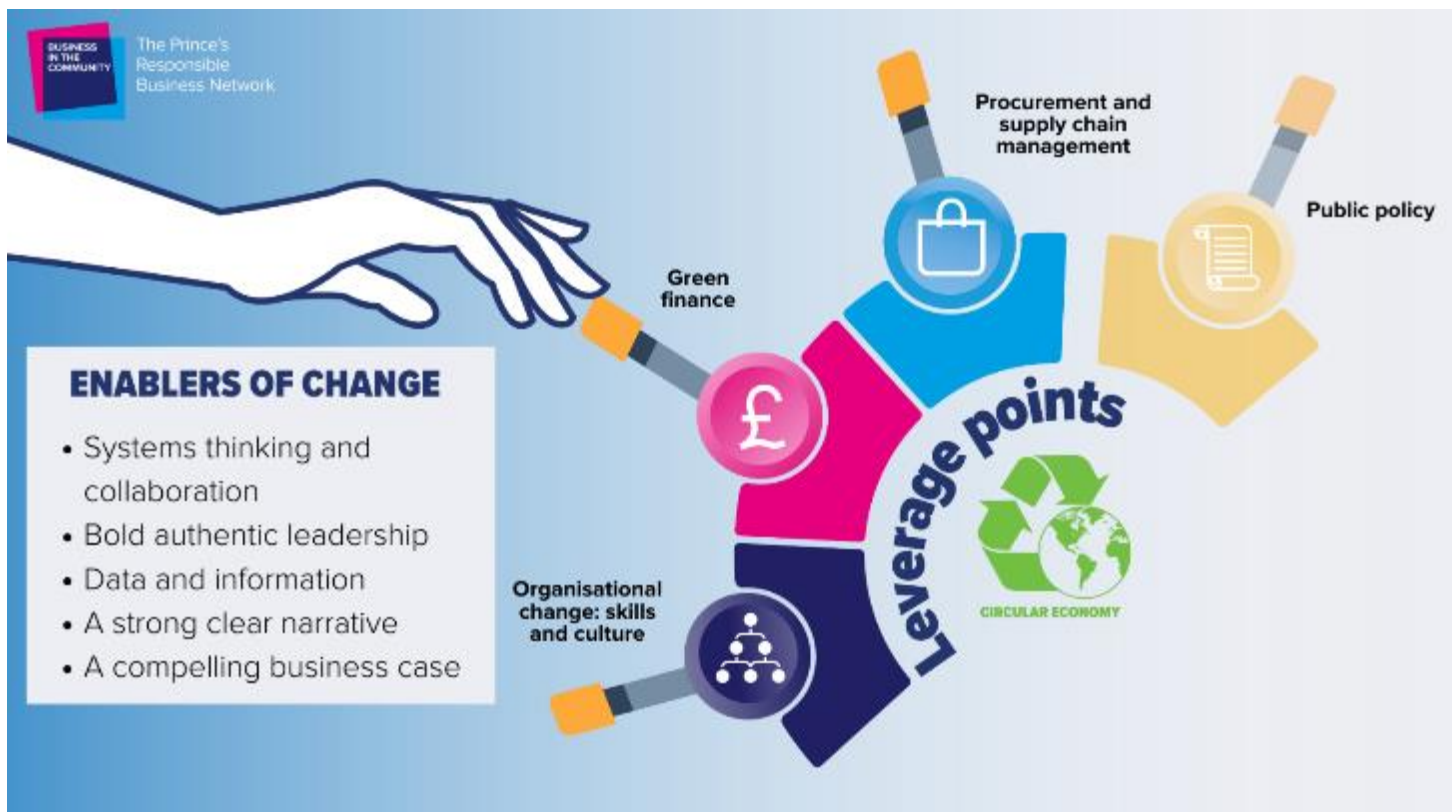 BUSINESS
IN THE
COMMUNITY
The Prince's
Responsible
Business Network
Procurement and
supply chain
management
Public policy
Green
finance
£
ENABLERS OF CHANGE
• Systems thinking and
collaboration
• Bold authentic leadership
• Data and information
• A strong clear narrative
• A compelling business case
Organisational
change: skills
and culture
Leverage points
CIRCULAR ECONOMY